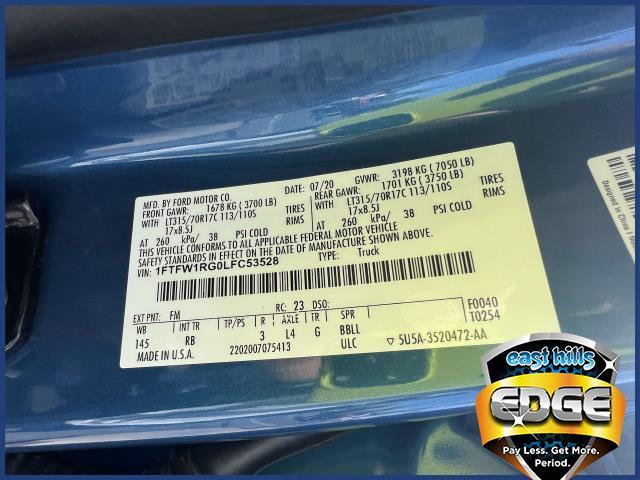 MFD. BY FORD MOTOR CO.
DATE: 07/20 GVWR: 3198 KG (7050 LB)
FRONT GAWR: 1678 KG (3700 LB)
REAR GAWR: 1701 KG (3750 LB)
WITH LT315/70R17C 113/110S TIRES
WITH LT315/70R17C 113/110S TIRES
17x8.5J RIMS
17x8.5J RIMS
AT 260 kPa/ 38 PSI COLD
AT 260 kPa/ 38 PSI COLD
THIS VEHICLE CONFORMS TO ALL APPLICABLE FEDERAL MOTOR VEHICLE
SAFETY STANDARDS IN EFFECT ON THE DATE OF MANUFACTURE SHOWN ABOVE.
1FTFW1RG0LFC53528 TYPE: Truck
EXT PNT: FM RC: 23 DSO: F0040
WB INT TR TP/PS R AXLE TR SPR T0254
145 RB 3 L4 G BBLL
MADE IN U.S.A. 2202007075413 ULC 5U5A-3520472-AA
Designed in China
east hills
EDGE
Pay Less. Get More.
Period.